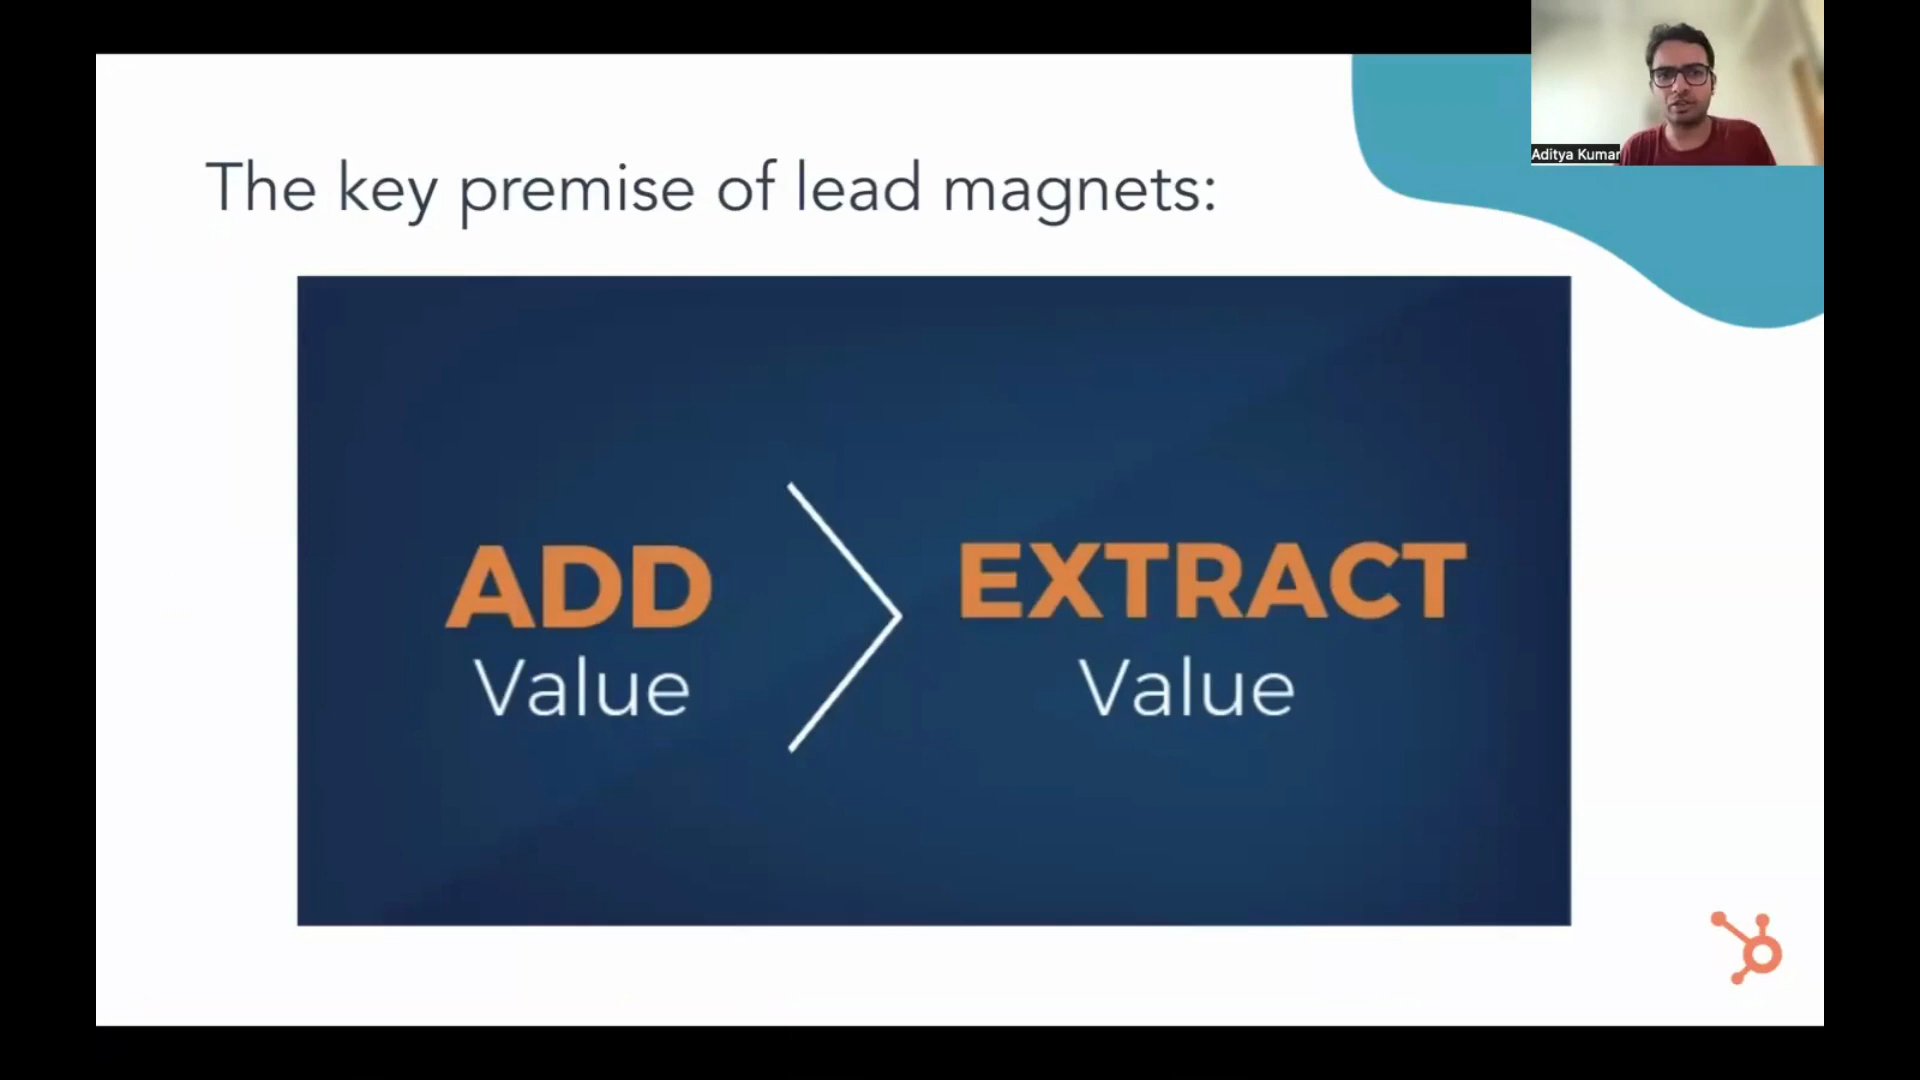 Aditya Kumar
The key premise of lead magnets:
ADD
Value
EXTRACT
Value